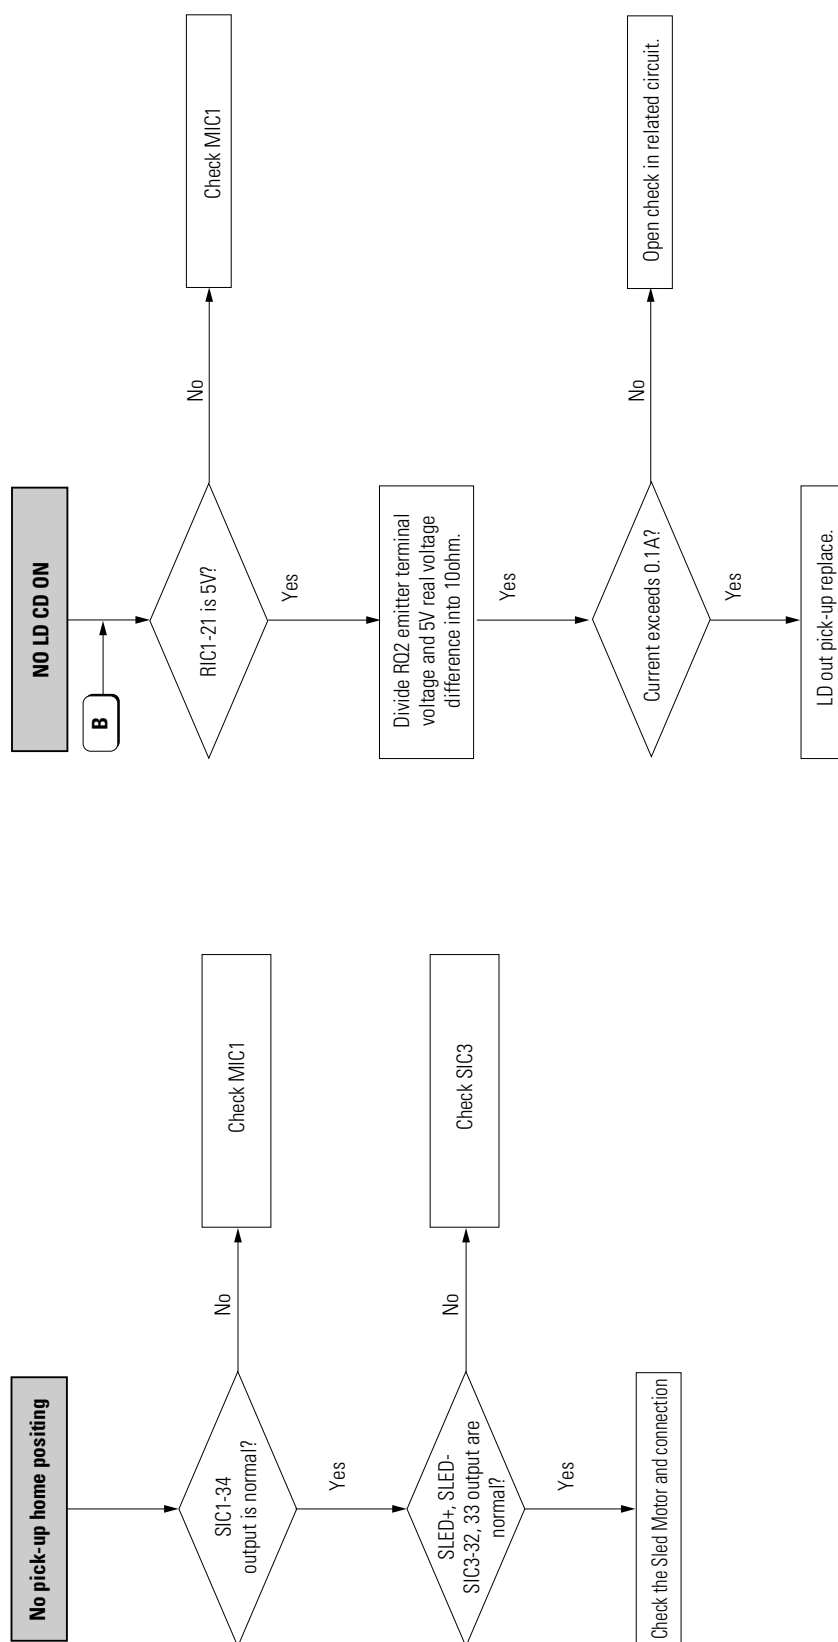 No pick-up home positing
SIC1-34
output is normal?
No
Check MIC1
Yes
SLED+, SLED-
SIC3-32, 33 output are
normal?
No
Check SIC3
Yes
Check the Sled Motor and connection
NO LD CD ON
B
RIC1-21 is 5V?
No
Check MIC1
Yes
Divide RQ2 emitter terminal
voltage and 5V real voltage
difference into 10ohm.
Yes
Current exceeds 0.1A?
No
Open check in related circuit.
Yes
LD out pick-up replace.